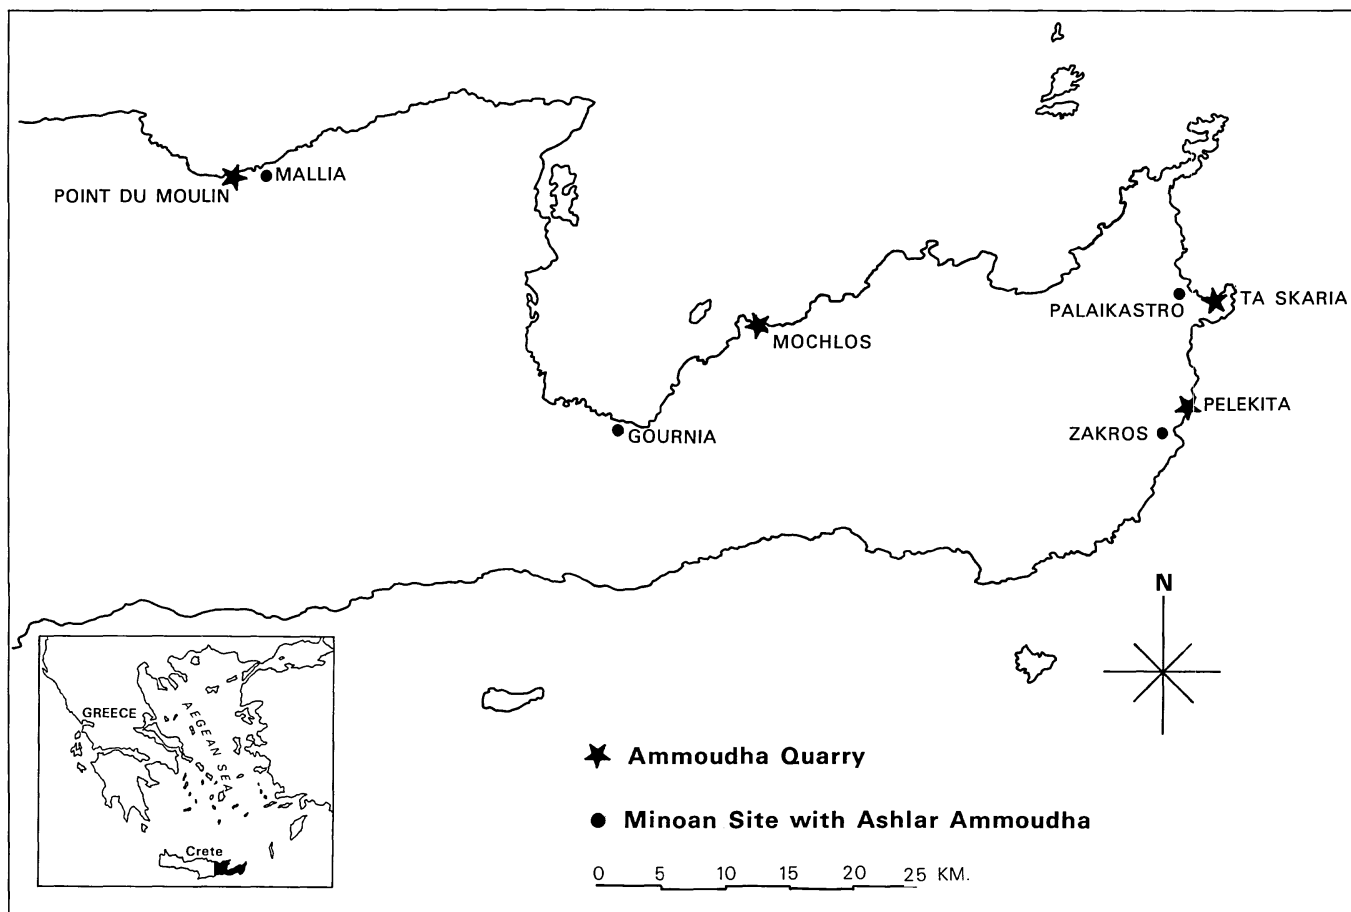 MALLIA
POINT DU MOULIN
TA SKARIA
PALAIKASTRO
MOCHLOS
PELEKITA
GOURNIA
ZAKROS
N
GREECE
AEGEAN SEA
Crete
Ammoudha Quarry
Minoan Site with Ashlar Ammoudha
0 5 10 15 20 25 KM.